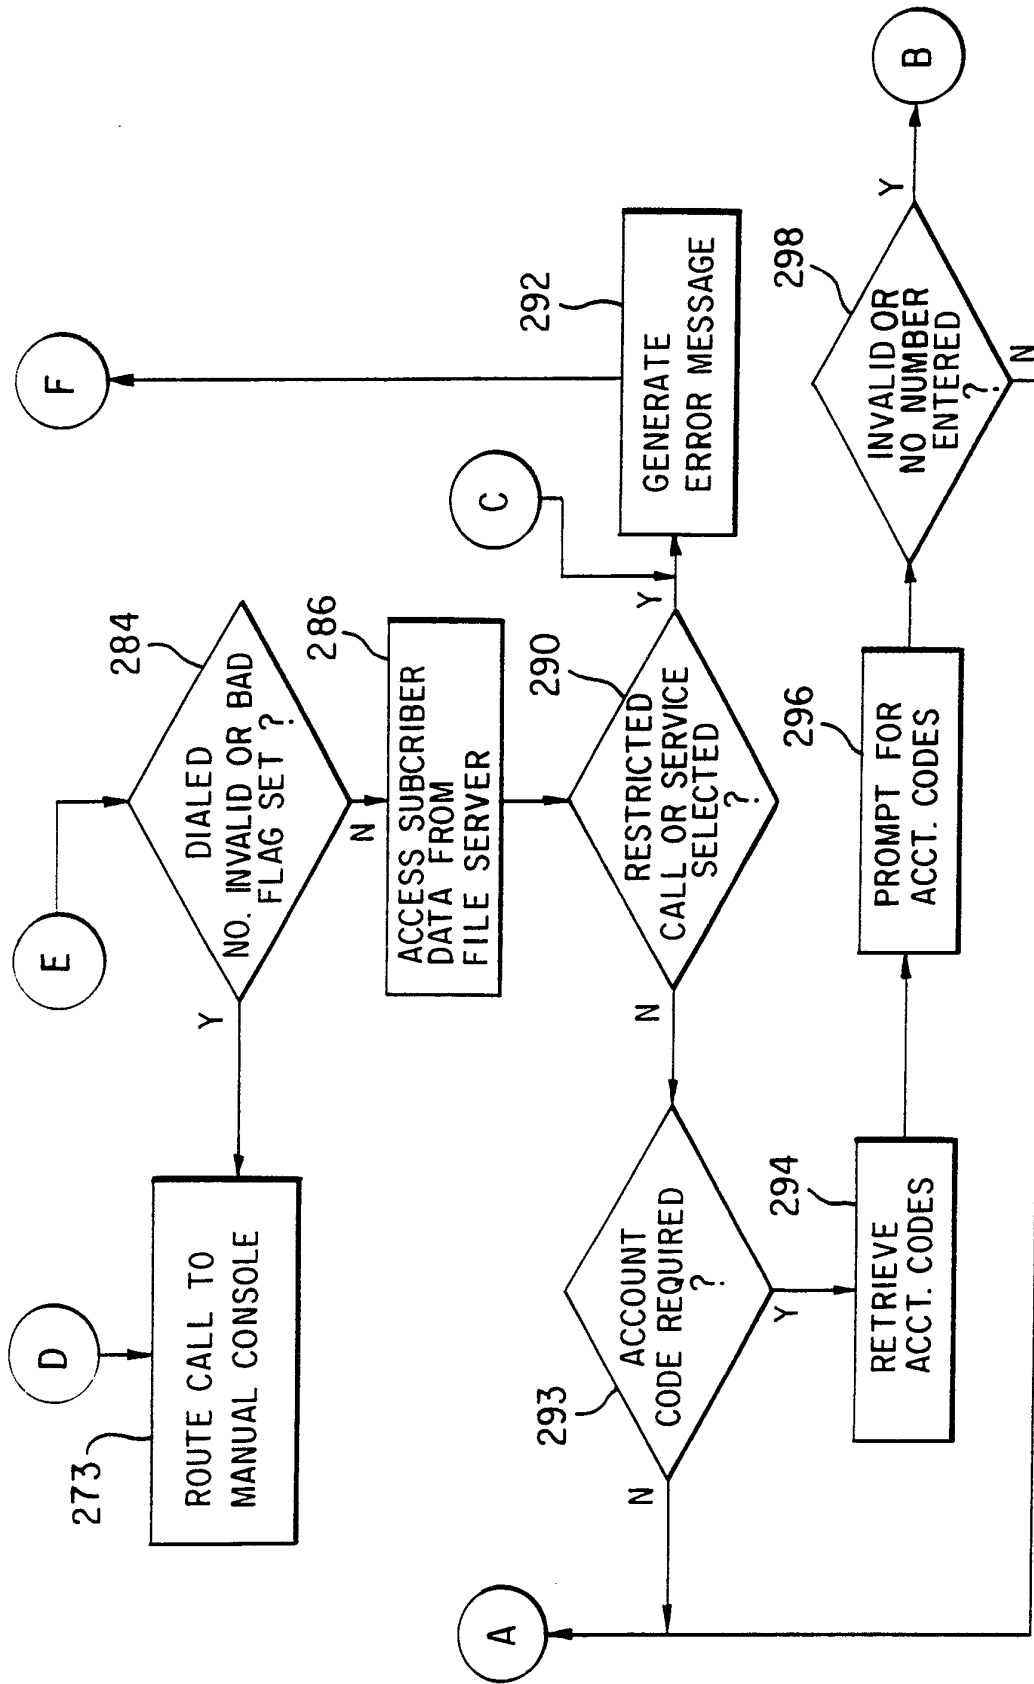 D
E
F
273
ROUTE CALL TO
MANUAL CONSOLE
Y
284
DIALED
NO. INVALID OR BAD
FLAG SET ?
N
286
ACCESS SUBCRIBER
DATA FROM
FILE SERVER
C
290
RESTRICTED
CALL OR SERVICE
SELECTED
?
Y
N
292
GENERATE
ERROR MESSAGE
293
ACCOUNT
CODE REQUIRED
?
N
Y
A
294
RETRIEVE
ACCT. CODES
296
PROMPT FOR
ACCT. CODES
298
INVALID OR
NO NUMBER
ENTERED
?
Y
N
B